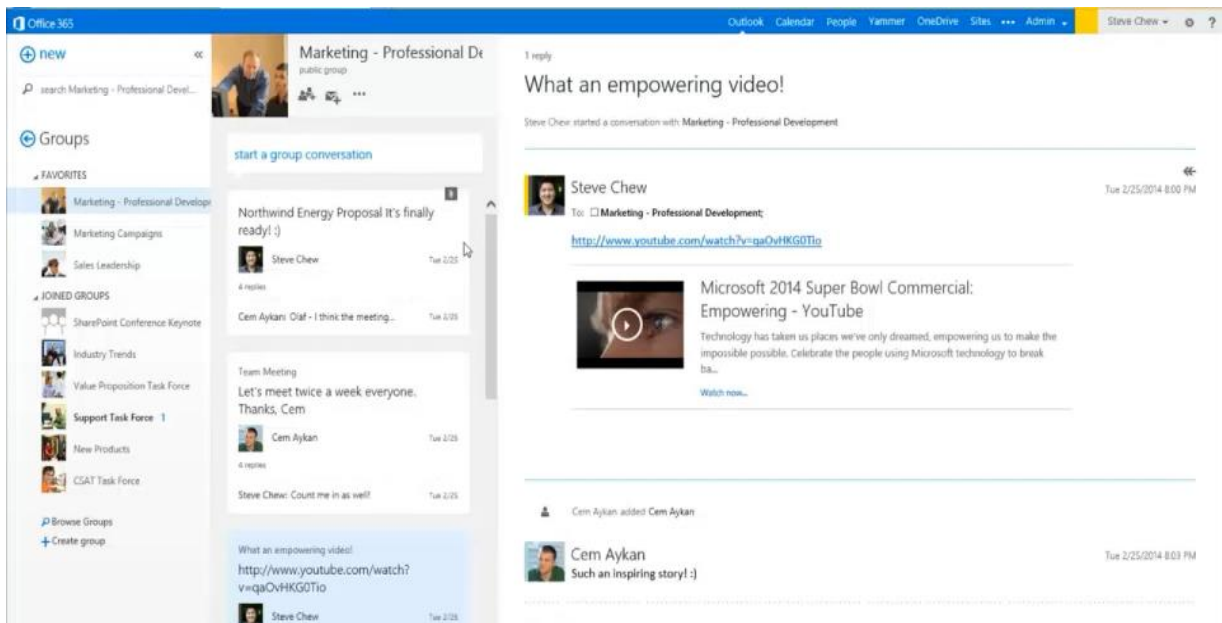 Office 365
Outlook Calendar People Yammer OneDrive Sites ••• Admin
Steve Chew
?
new
«
search Marketing - Professional Devel...
Groups
FAVORITES
Marketing - Professional Develop
Marketing Campaigns
Sales Leadership
JOINED GROUPS
SharePoint Conference Keynote
Industry Trends
Value Proposition Task Force
Support Task Force 1
New Products
CSAT Task Force
Browse Groups
Create group
Marketing - Professional De
public group
•••
start a group conversation
Northwind Energy Proposal It's finally
ready! :)
Steve Chew Tue 2/25
4 replies
Cem Aykan: Olaf - I think the meeting... Tue 2/25
Team Meeting
Let's meet twice a week everyone.
Thanks, Cem
Cem Aykan Tue 2/25
4 replies
Steve Chew: Count me in as well! Tue 2/25
What an empowering video!
http://www.youtube.com/watch?
v=qaOvHKG0Tio
Steve Chew Tue 2/25
1 reply
What an empowering video!
Steve Chew started a conversation with Marketing - Professional Development
Steve Chew
Tue 2/25/2014 8:00 PM
To: Marketing - Professional Development;
http://www.youtube.com/watch?v=qaOvHKG0Tio
Microsoft 2014 Super Bowl Commercial:
Empowering - YouTube
Technology has taken us places we've only dreamed, empowering us to make the
impossible possible. Celebrate the people using Microsoft technology to break
ba...
Watch now...
Cem Aykan added Cem Aykan
Cem Aykan
Tue 2/25/2014 8:03 PM
Such an inspiring story! :)